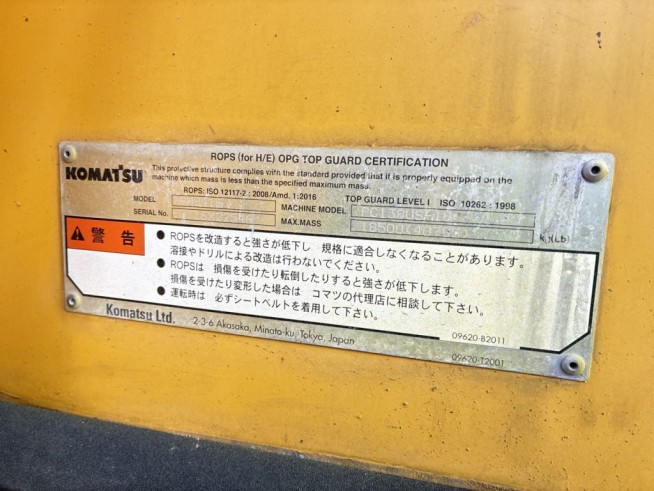 ROPS (for H/E) OPG TOP GUARD CERTIFICATION
KOMATSU
This protective structure complies with the standard provided that it is properly equipped on the
machine which mass is less than the specified maximum mass.
ROPS: ISO 12117-2 : 2008/Amd. 1:2016 TOP GUARD LEVEL I ISO 10262 : 1998
MODEL
MACHINE MODEL
SERIAL No.
MAX.MASS
(Lb)
警告
● ROPSを改造すると強さが低下し 規格に適合しなくなることがあります。
溶接やドリルによる改造は行わないでください。
● ROPSは 損傷を受けたり転倒したりすると強さが低下します。
損傷を受けたり変形した場合は コマツの代理店に相談して下さい。
● 運転時は 必ずシートベルトを着用して下さい。
Komatsu Ltd. 2-3-6 Akasaka, Minato-ku, Tokyo, Japan
09620-B2011
09620-T2001